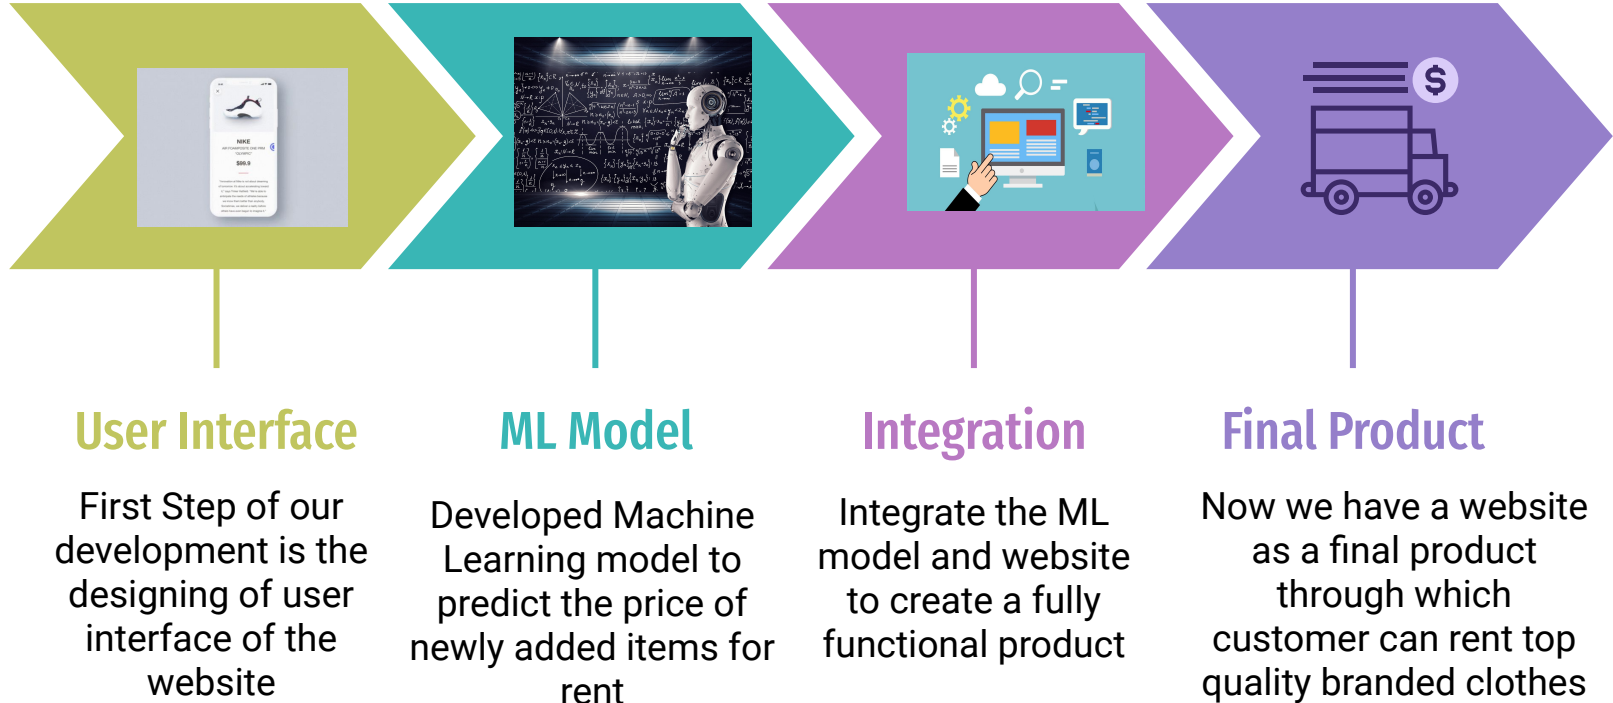 NIKE
$99.9
$
User Interface
First Step of our
development is the
designing of user
interface of the
website
ML Model
Developed Machine
Learning model to
predict the price of
newly added items for
rent
Integration
Integrate the ML
model and website
to create a fully
functional product
Final Product
Now we have a website
as a final product
through which
customer can rent top
quality branded clothes